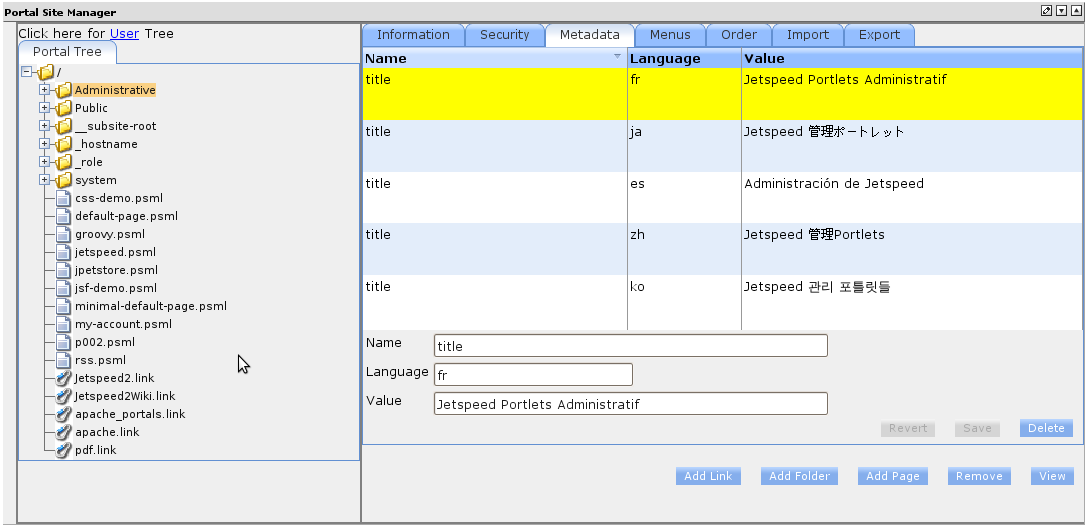 Portal Site Manager
Click here for User Tree
Portal Tree
/
Administrative
Public
__subsite-root
_hostname
_role
system
css-demo.psml
default-page.psml
groovy.psml
jetspeed.psml
jpetstore.psml
jsf-demo.psml
minimal-default-page.psml
my-account.psml
p002.psml
rss.psml
Jetspeed2.link
Jetspeed2Wiki.link
apache_portals.link
apache.link
pdf.link
Information Security Metadata Menus Order Import Export
Name Language Value
title fr Jetspeed Portlets Administratif
title ja Jetspeed 管理ポートレット
title es Administración de Jetspeed
title zh Jetspeed 管理Portlets
title ko Jetspeed 관리 포틀릿들
Name title
Language fr
Value Jetspeed Portlets Administratif
Revert Save Delete
Add Link Add Folder Add Page Remove View